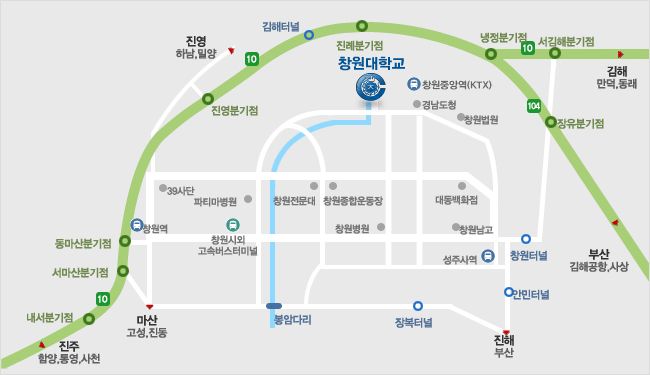 김해터널
진례분기점
냉정분기점
10
서김해분기점
진영
하남,밀양
10
창원대학교
김해
만덕,동래
창원중앙역(KTX)
진영분기점
경남도청
창원법원
104
장유분기점
39사단
파티마병원
창원전문대
창원종합운동장
대동백화점
창원역
창원시외
고속버스터미널
창원병원
창원남고
동마산분기점
성주사역
창원터널
부산
김해공항,사상
서마산분기점
10
안민터널
내서분기점
마산
고성,진동
봉암다리
장복터널
진해
부산
진주
함양,통영,사천